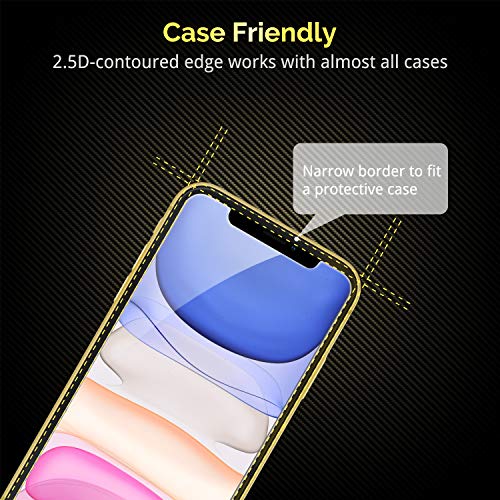 Case Friendly
2.5D-contoured edge works with almost all cases
Narrow border to fit
a protective case